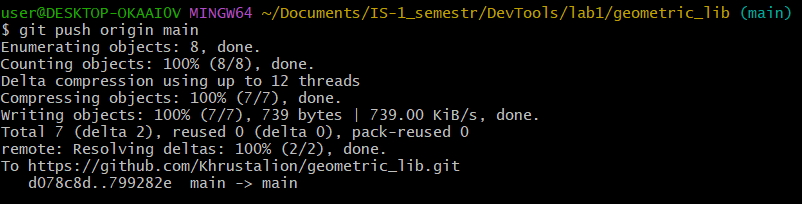 user@DESKTOP-OKAAI0V MINGW64 ~/Documents/IS-1_semestr/DevTools/lab1/geometric_lib (main)
$ git push origin main
Enumerating objects: 8, done.
Counting objects: 100% (8/8), done.
Delta compression using up to 12 threads
Compressing objects: 100% (7/7), done.
Writing objects: 100% (7/7), 739 bytes | 739.00 KiB/s, done.
Total 7 (delta 2), reused 0 (delta 0), pack-reused 0
remote: Resolving deltas: 100% (2/2), done.
To https://github.com/Khrustalion/geometric_lib.git
   d078c8d..799282e  main -> main